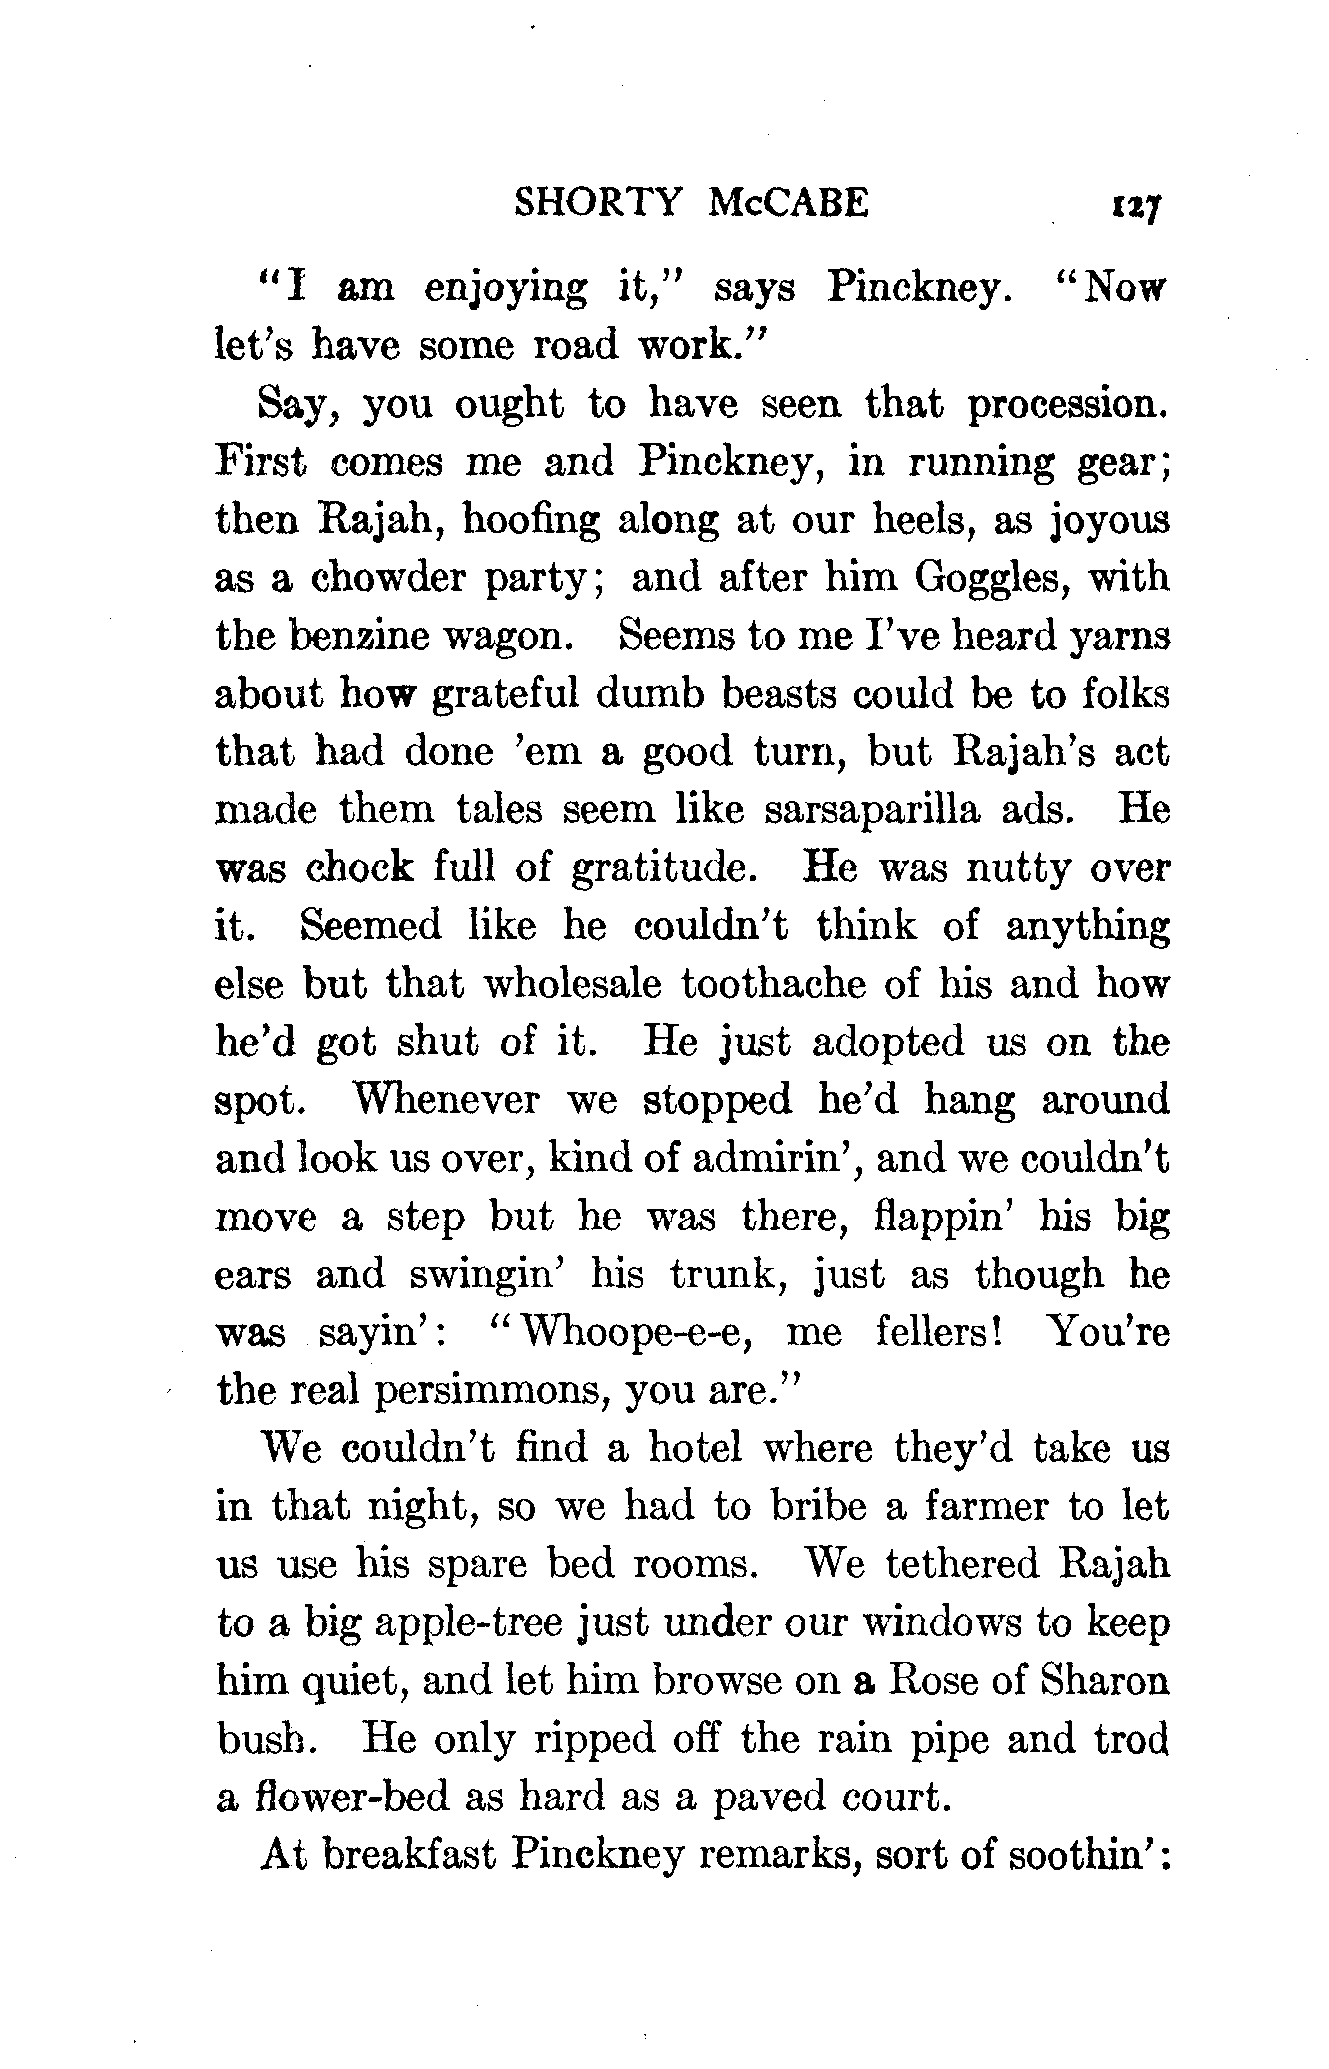 SHORTY McCABE 127
"I am enjoying it," says Pinckney. "Now
let's have some road work."
Say, you ought to have seen that procession.
First comes me and Pinckney, in running gear;
then Rajah, hoofing along at our heels, as joyous
as a chowder party; and after him Goggles, with
the benzine wagon. Seems to me I've heard yarns
about how grateful dumb beasts could be to folks
that had done 'em a good turn, but Rajah's act
made them tales seem like sarsaparilla ads. He
was chock full of gratitude. He was nutty over
it. Seemed like he couldn't think of anything
else but that wholesale toothache of his and how
he'd got shut of it. He just adopted us on the
spot. Whenever we stopped he'd hang around
and look us over, kind of admirin', and we couldn't
move a step but he was there, flappin' his big
ears and swingin' his trunk, just as though he
was sayin': "Whoope-e-e, me fellers! You're
the real persimmons, you are."
We couldn't find a hotel where they'd take us
in that night, so we had to bribe a farmer to let
us use his spare bed rooms. We tethered Rajah
to a big apple-tree just under our windows to keep
him quiet, and let him browse on a Rose of Sharon
bush. He only ripped off the rain pipe and trod
a flower-bed as hard as a paved court.
At breakfast Pinckney remarks, sort of soothin':